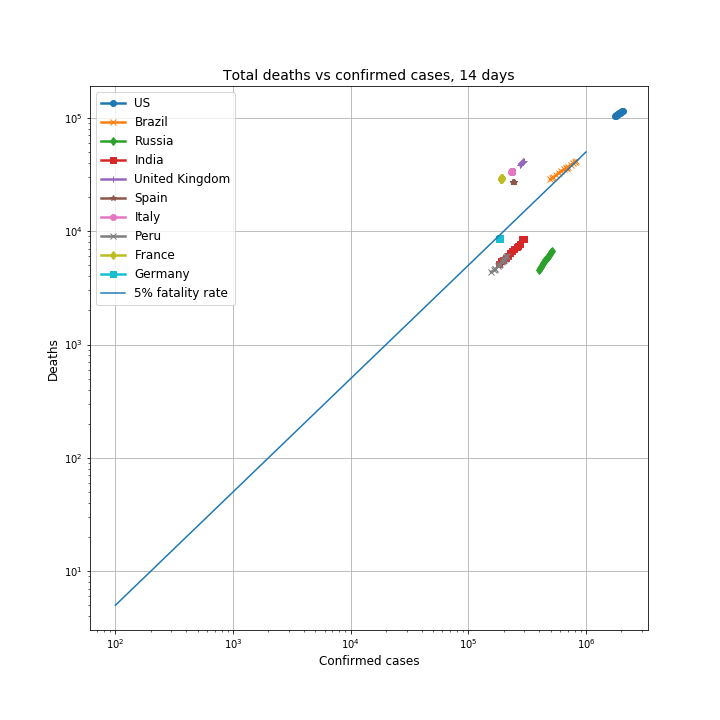 Total deaths vs confirmed cases, 14 days
US
Brazil
Russia
India
United Kingdom
Spain
Italy
Peru
France
Germany
5% fatality rate
Deaths
10⁵
10⁴
10³
10²
10¹
10² 10³ 10⁴ 10⁵ 10⁶
Confirmed cases